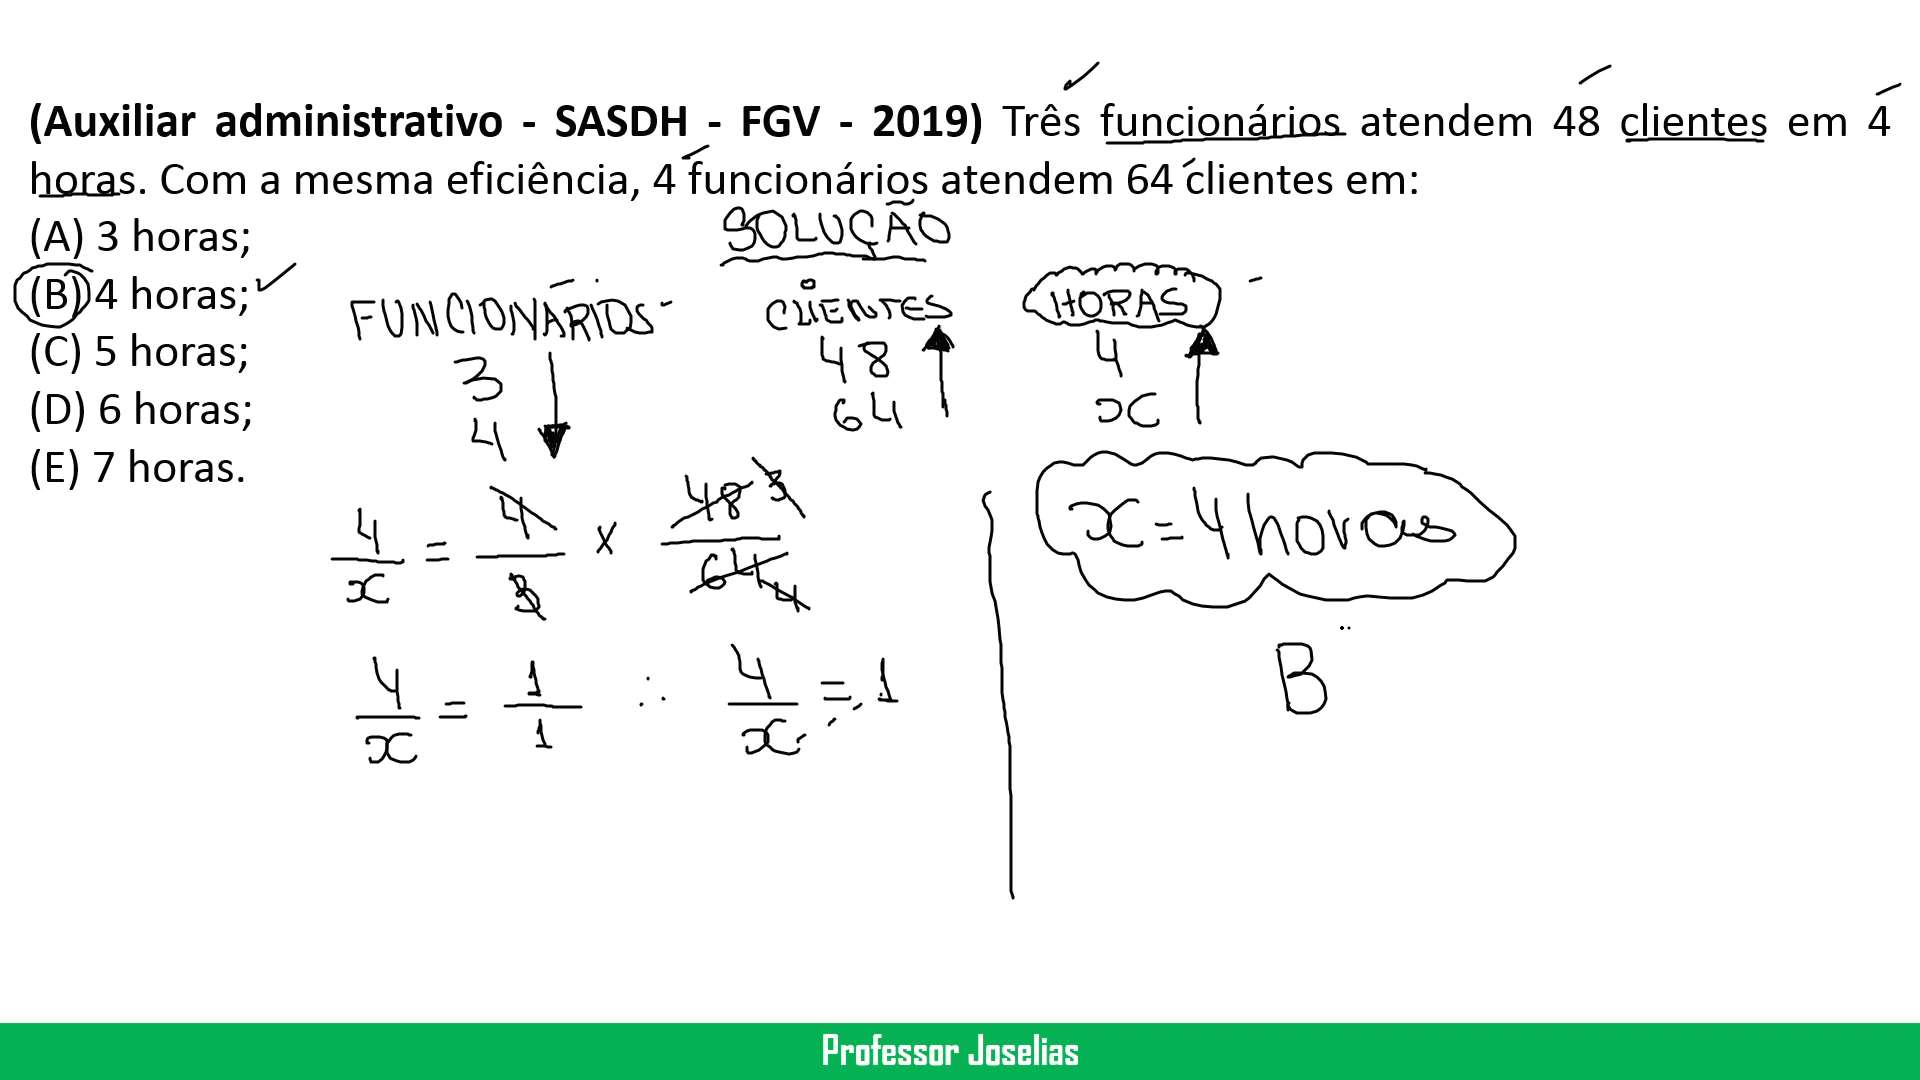 (Auxiliar administrativo - SASDH - FGV - 2019) Três funcionários atendem 48 clientes em 4
horas. Com a mesma eficiência, 4 funcionários atendem 64 clientes em:
(A) 3 horas;
(B) 4 horas;
(C) 5 horas;
(D) 6 horas;
(E) 7 horas.
SOLUÇÃO
FUNCIONÁRIOS CLIENTES HORAS
3 48 4
4 64 x
4/x = 4/3 x 48 3/64 4
x = 4 horas
4/x = 1/1 ∴ 4/x = 1
B
Professor Joselias